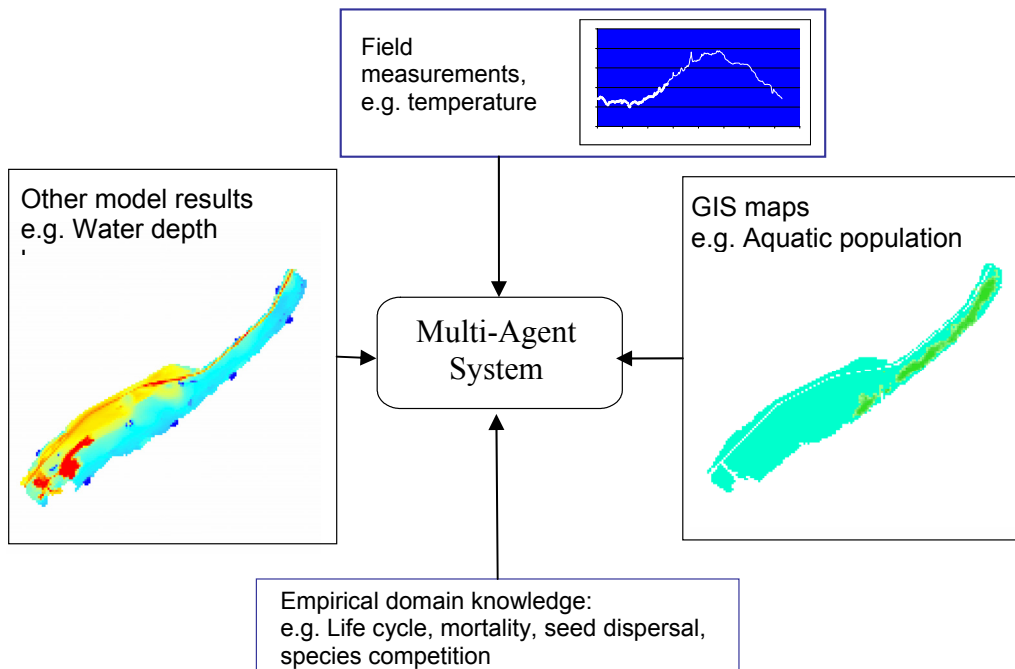 Field
measurements,
e.g. temperature
Other model results
e.g. Water depth
GIS maps
e.g. Aquatic population
Multi-Agent
System
Empirical domain knowledge:
e.g. Life cycle, mortality, seed dispersal,
species competition